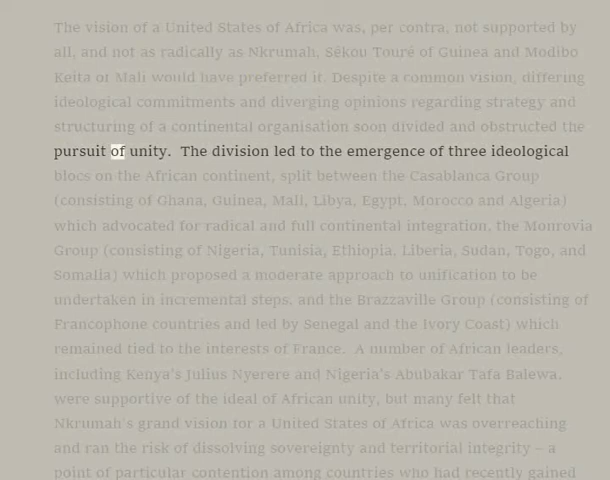 The vision of a United States of Africa was, per contra, not supported by
all, and not as radically as Nkrumah, Sékou Touré of Guinea and Modibo
Keita of Mali would have preferred it. Despite a common vision, differing
ideological commitments and diverging opinions regarding strategy and
structuring of a continental organisation soon divided and obstructed the
pursuit of unity.  The division led to the emergence of three ideological
blocs on the African continent, split between the Casablanca Group
(consisting of Ghana, Guinea, Mali, Libya, Egypt, Morocco and Algeria)
which advocated for radical and full continental integration, the Monrovia
Group (consisting of Nigeria, Tunisia, Ethiopia, Liberia, Sudan, Togo, and
Somalia) which proposed a moderate approach to unification to be
undertaken in incremental steps, and the Brazzaville Group (consisting of
Francophone countries and led by Senegal and the Ivory Coast) which
remained tied to the interests of France.  A number of African leaders,
including Kenya's Julius Nyerere and Nigeria's Abubakar Tafa Balewa,
were supportive of the ideal of African unity, but many felt that
Nkrumah's grand vision for a United States of Africa was overreaching
and ran the risk of dissolving sovereignty and territorial integrity – a
point of particular contention among countries who had recently gained